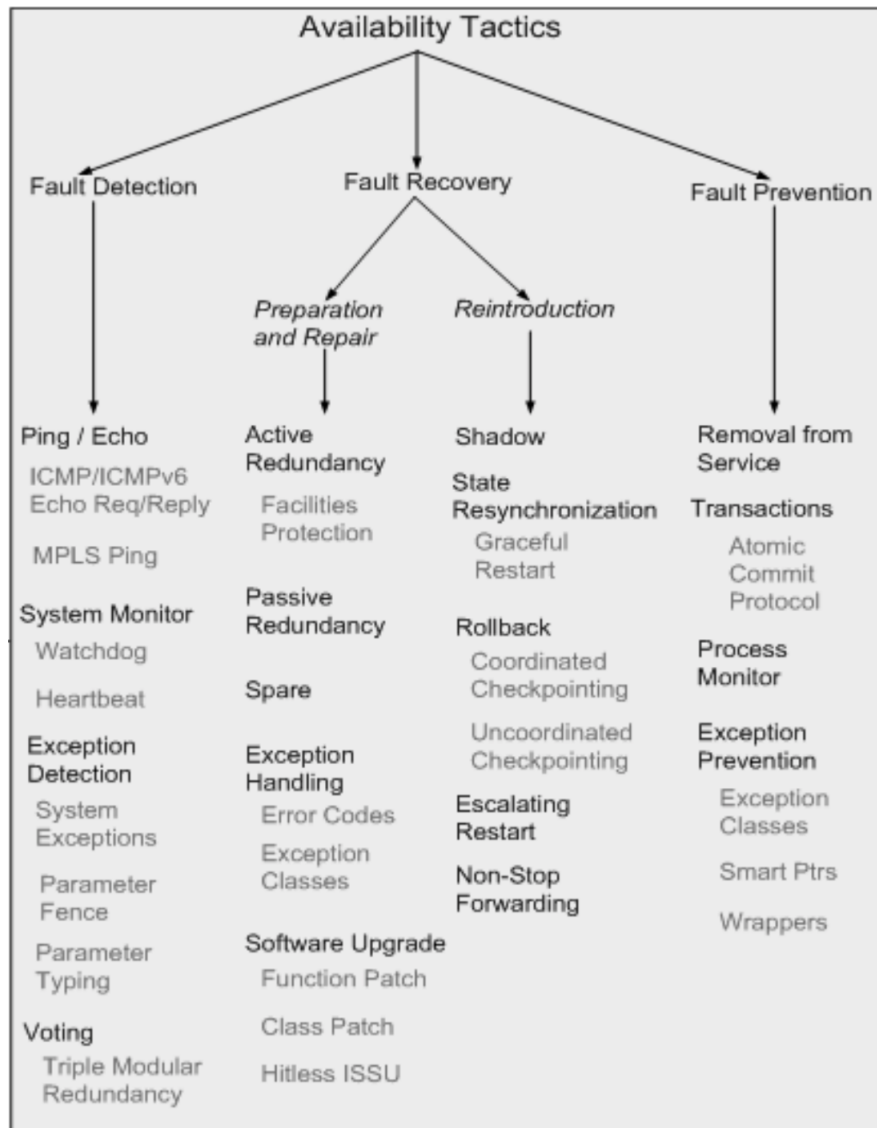 Availability Tactics
Fault Detection
Fault Recovery
Fault Prevention
Preparation
and Repair
Reintroduction
Ping / Echo
ICMP/ICMPv6
Echo Req/Reply
MPLS Ping
System Monitor
Watchdog
Heartbeat
Exception
Detection
System
Exceptions
Parameter
Fence
Parameter
Typing
Voting
Triple Modular
Redundancy
Active
Redundancy
Facilities
Protection
Passive
Redundancy
Spare
Exception
Handling
Error Codes
Exception
Classes
Software Upgrade
Function Patch
Class Patch
Hitless ISSU
Shadow
State
Resynchronization
Graceful
Restart
Rollback
Coordinated
Checkpointing
Uncoordinated
Checkpointing
Escalating
Restart
Non-Stop
Forwarding
Removal from
Service
Transactions
Atomic
Commit
Protocol
Process
Monitor
Exception
Prevention
Exception
Classes
Smart Ptrs
Wrappers